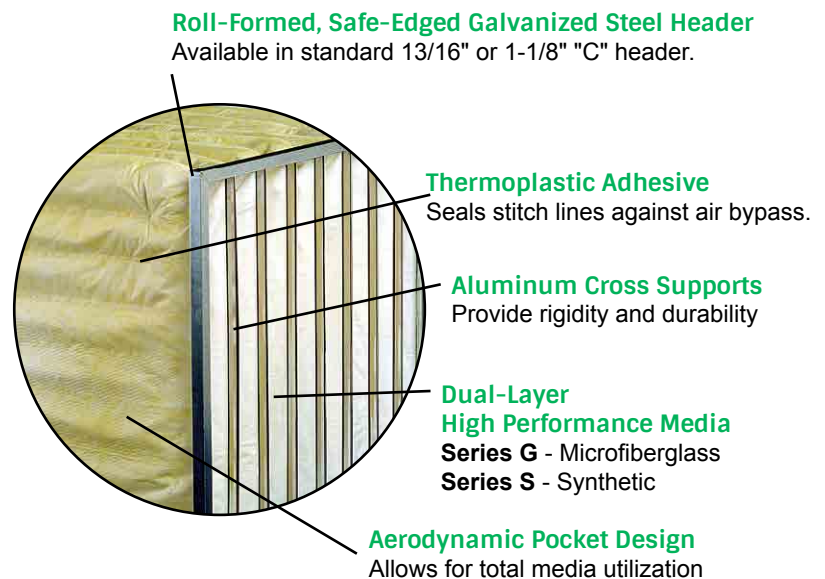 Roll-Formed, Safe-Edged Galvanized Steel Header
Available in standard 13/16" or 1-1/8" "C" header.
Thermoplastic Adhesive
Seals stitch lines against air bypass.
Aluminum Cross Supports
Provide rigidity and durability
Dual-Layer
High Performance Media
Series G - Microfiberglass
Series S - Synthetic
Aerodynamic Pocket Design
Allows for total media utilization